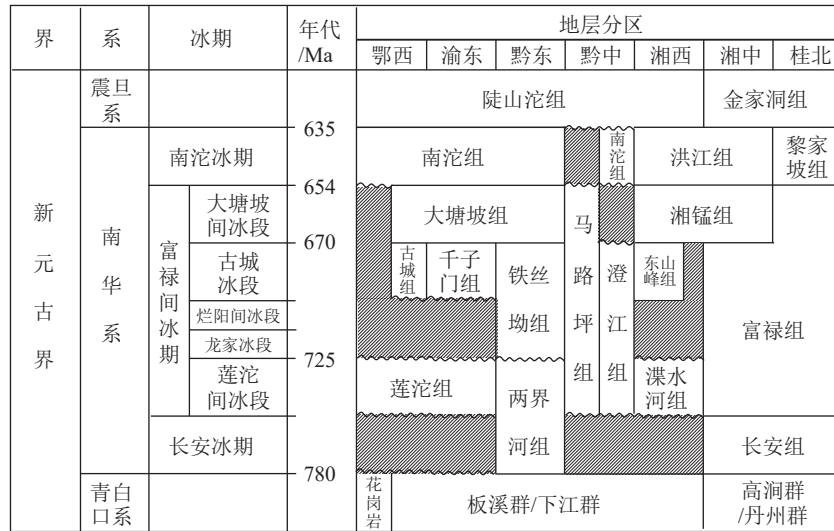 界 系 冰期 年代/Ma 地层分区
鄂西 渝东 黔东 黔中 湘西 湘中 桂北
新元古界
震旦系
陡山沱组 金家洞组
635
南华系
南沱冰期
南沱组 南沱组 洪江组 黎家坡组
654
富禄间冰期
大塘坡间冰段
大塘坡组 马路坪组 湘锰组
670
古城冰段
古城组 千子门组 铁丝坳组 澄江组 东山峰组
烂阳间冰段
富禄组
龙家冰段
725
莲沱间冰段
莲沱组 两界河组 渫水河组
长安冰期
长安组
780
青白口系
花岗岩 板溪群/下江群 高涧群/丹州群